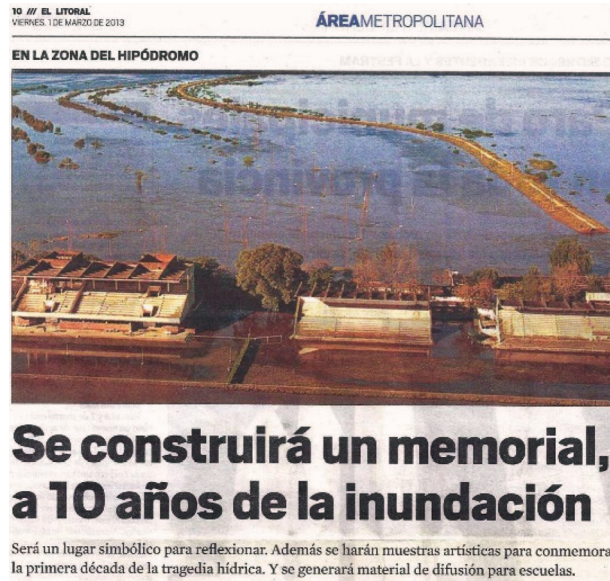 10 /// EL LITORAL
VIERNES, 1 DE MARZO DE 2013
ÁREAMETROPOLITANA
EN LA ZONA DEL HIPÓDROMO
Se construirá un memorial,
a 10 años de la inundación
Será un lugar simbólico para reflexionar. Además se harán muestras artísticas para conmemora
la primera década de la tragedia hídrica. Y se generará material de difusión para escuelas.